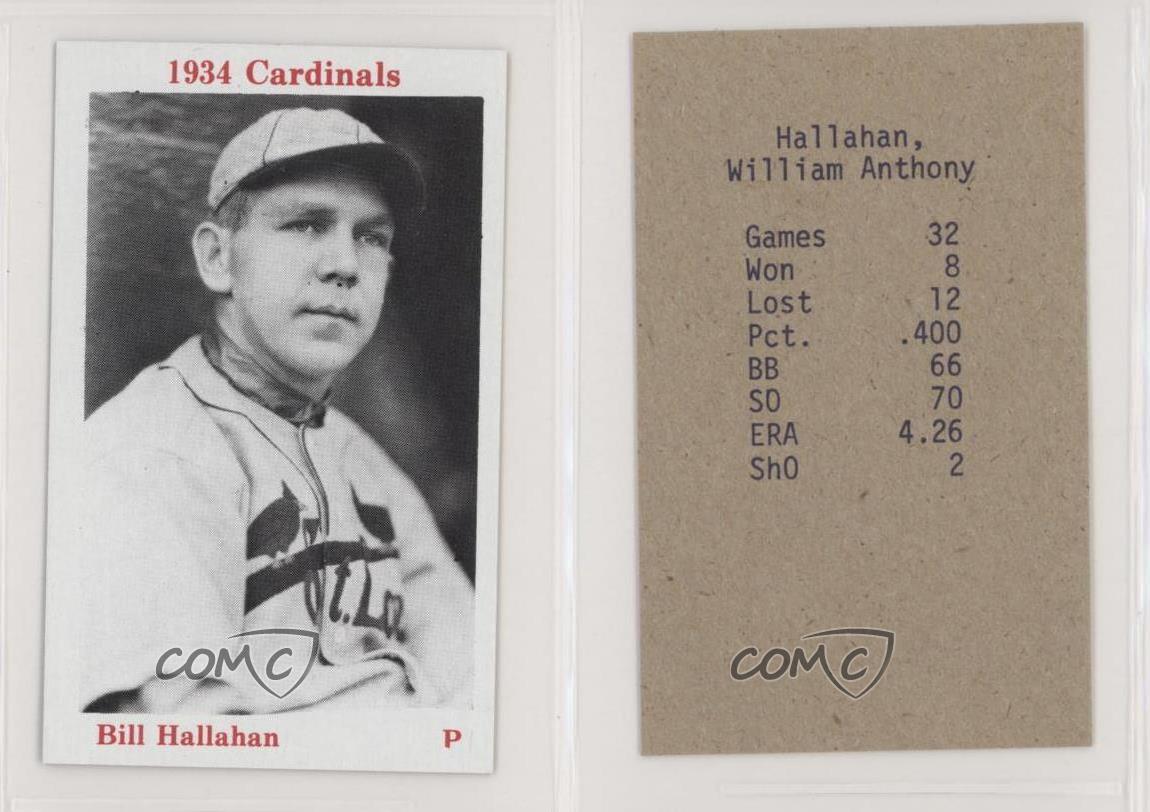 1934 Cardinals
St. Lo
Bill Hallahan P
COMC
Hallahan,
William Anthony
Games 32
Won 8
Lost 12
Pct. .400
BB 66
SO 70
ERA 4.26
ShO 2
COMC